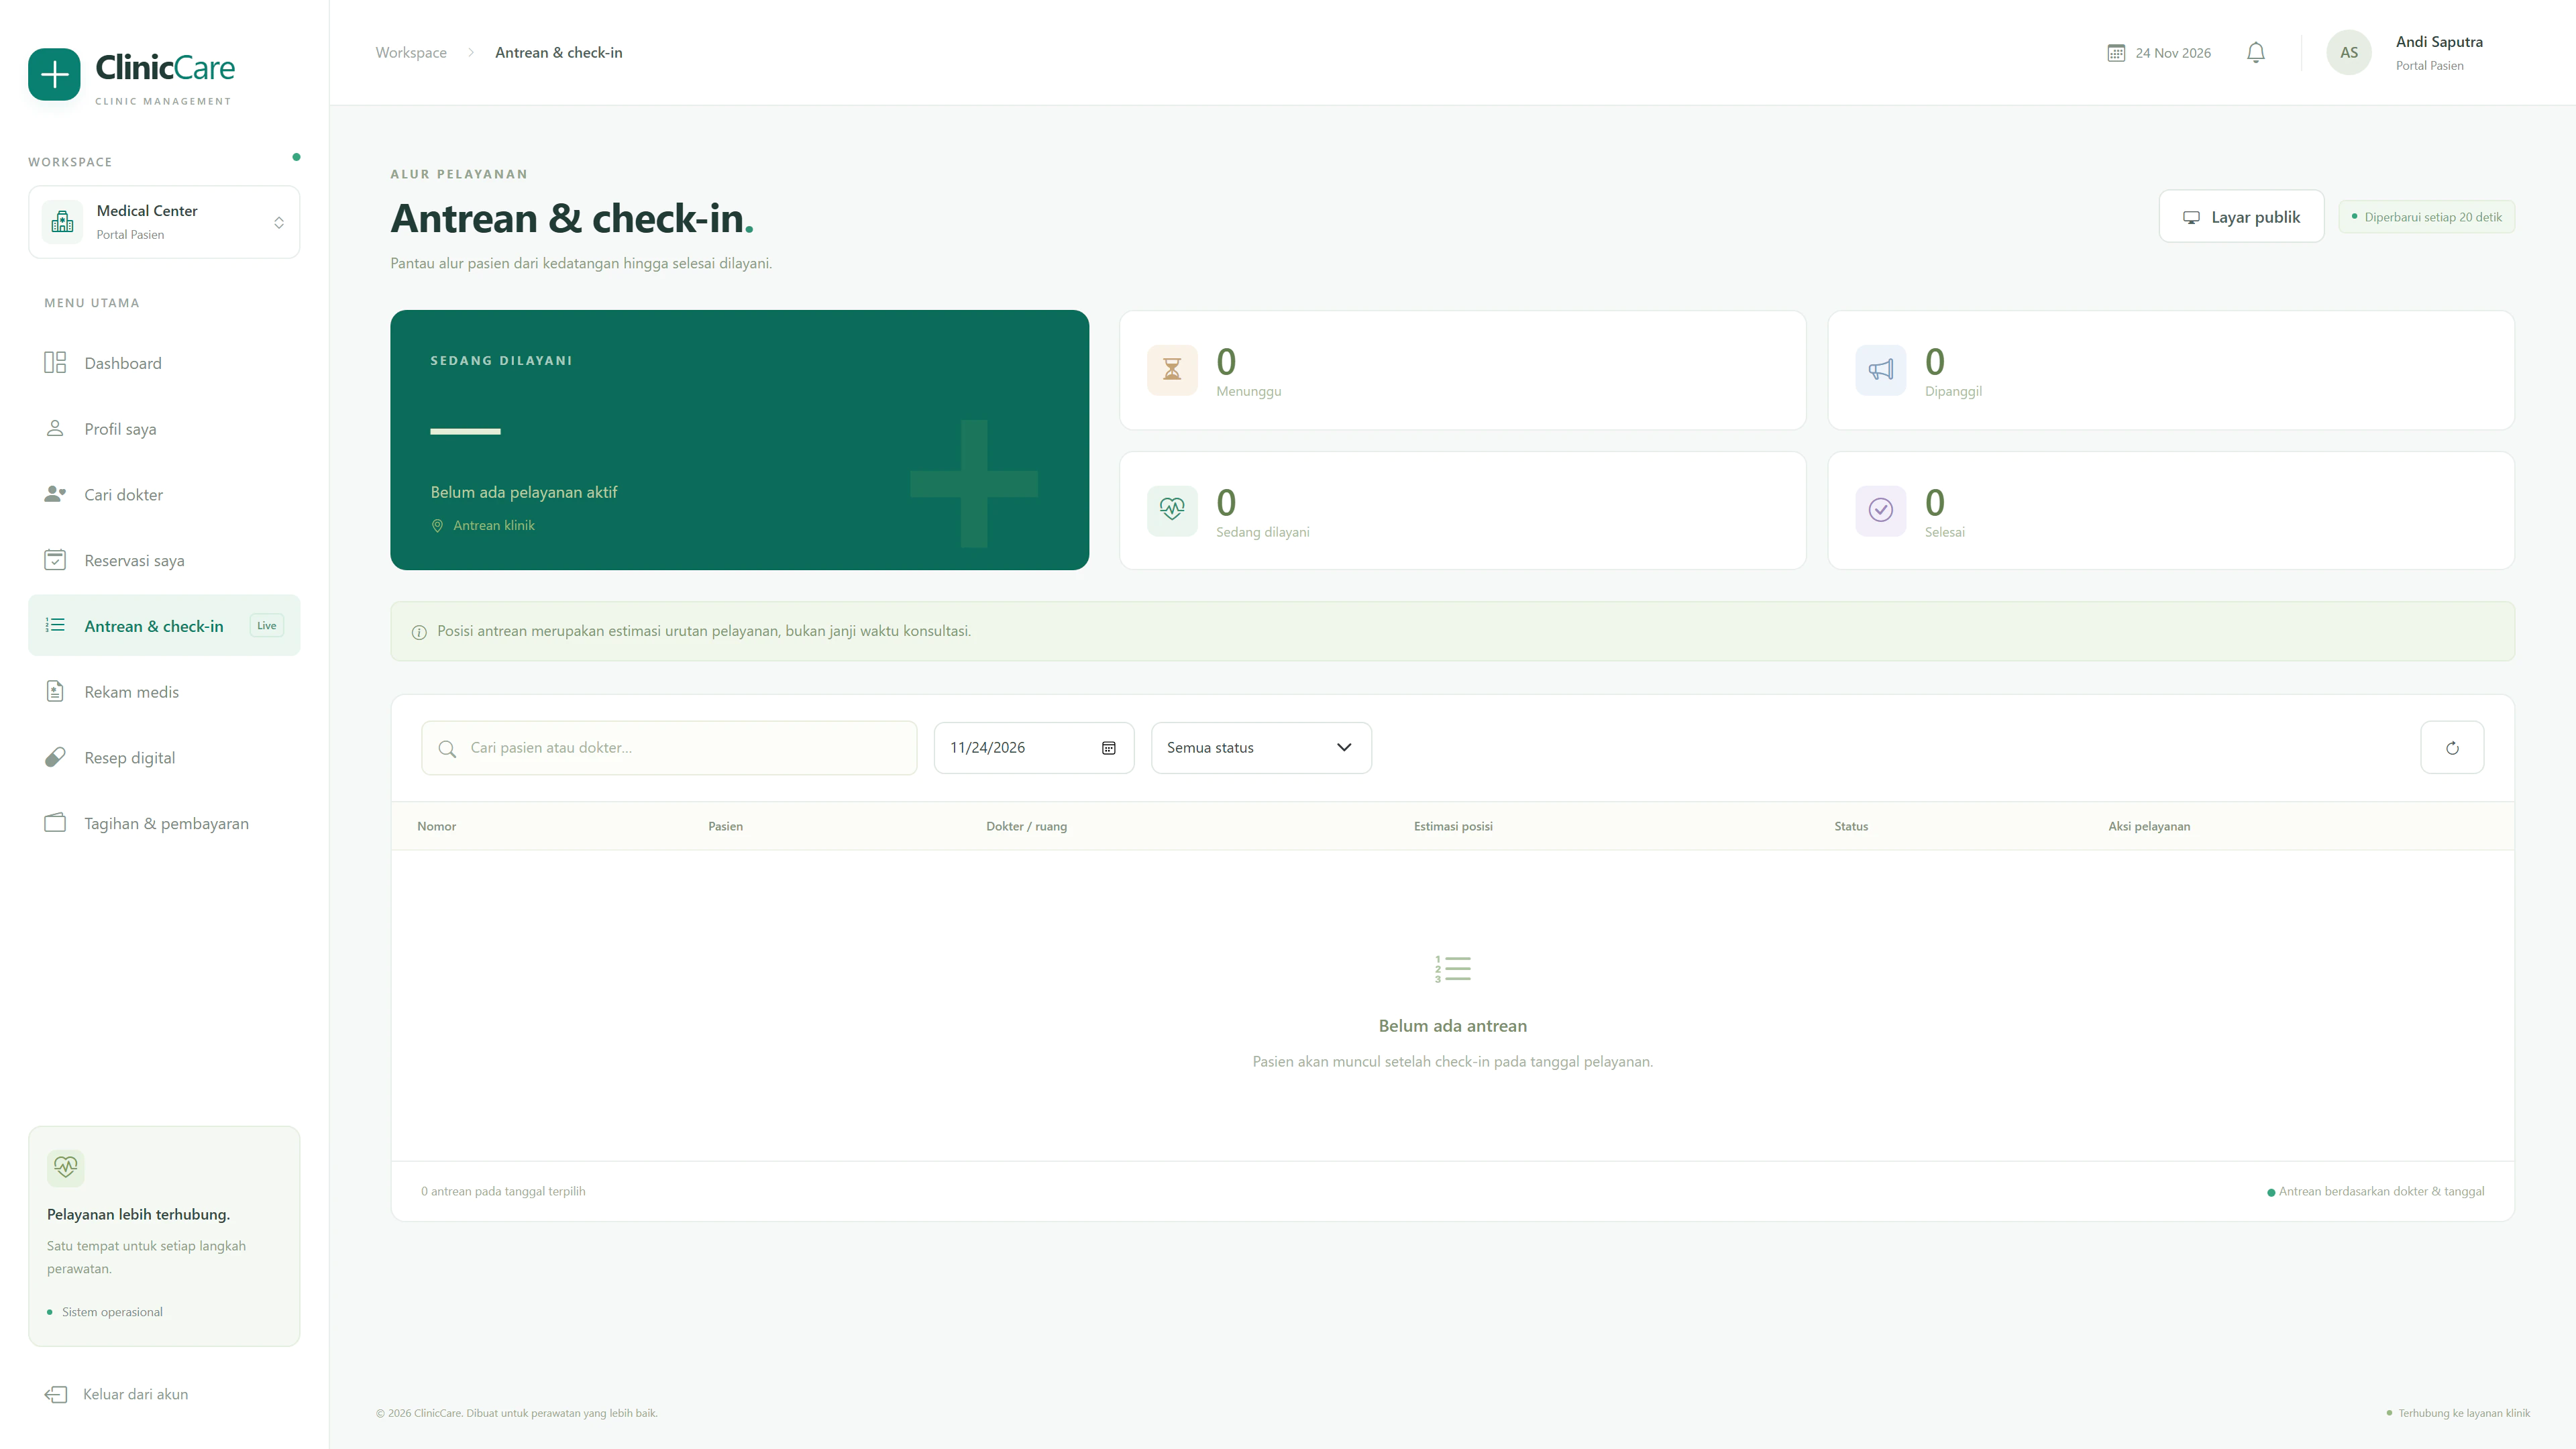 ClinicCare
CLINIC MANAGEMENT
WORKSPACE
Medical Center
Portal Pasien
MENU UTAMA
Dashboard
Profil saya
Cari dokter
Reservasi saya
Antrean & check-in
Live
Rekam medis
Resep digital
Tagihan & pembayaran
Pelayanan lebih terhubung.
Satu tempat untuk setiap langkah
perawatan.
Sistem operasional
Keluar dari akun
Workspace
Antrean & check-in
24 Nov 2026
AS
Andi Saputra
Portal Pasien
ALUR PELAYANAN
Antrean & check-in.
Pantau alur pasien dari kedatangan hingga selesai dilayani.
Layar publik
Diperbarui setiap 20 detik
SEDANG DILAYANI
—
Belum ada pelayanan aktif
Antrean klinik
0
Menunggu
0
Dipanggil
0
Sedang dilayani
0
Selesai
Posisi antrean merupakan estimasi urutan pelayanan, bukan janji waktu konsultasi.
Cari pasien atau dokter...
11/24/2026
Semua status
Nomor Pasien Dokter / ruang Estimasi posisi Status Aksi pelayanan
1
2
3
Belum ada antrean
Pasien akan muncul setelah check-in pada tanggal pelayanan.
0 antrean pada tanggal terpilih
Antrean berdasarkan dokter & tanggal
© 2026 ClinicCare. Dibuat untuk perawatan yang lebih baik.
Terhubung ke layanan klinik